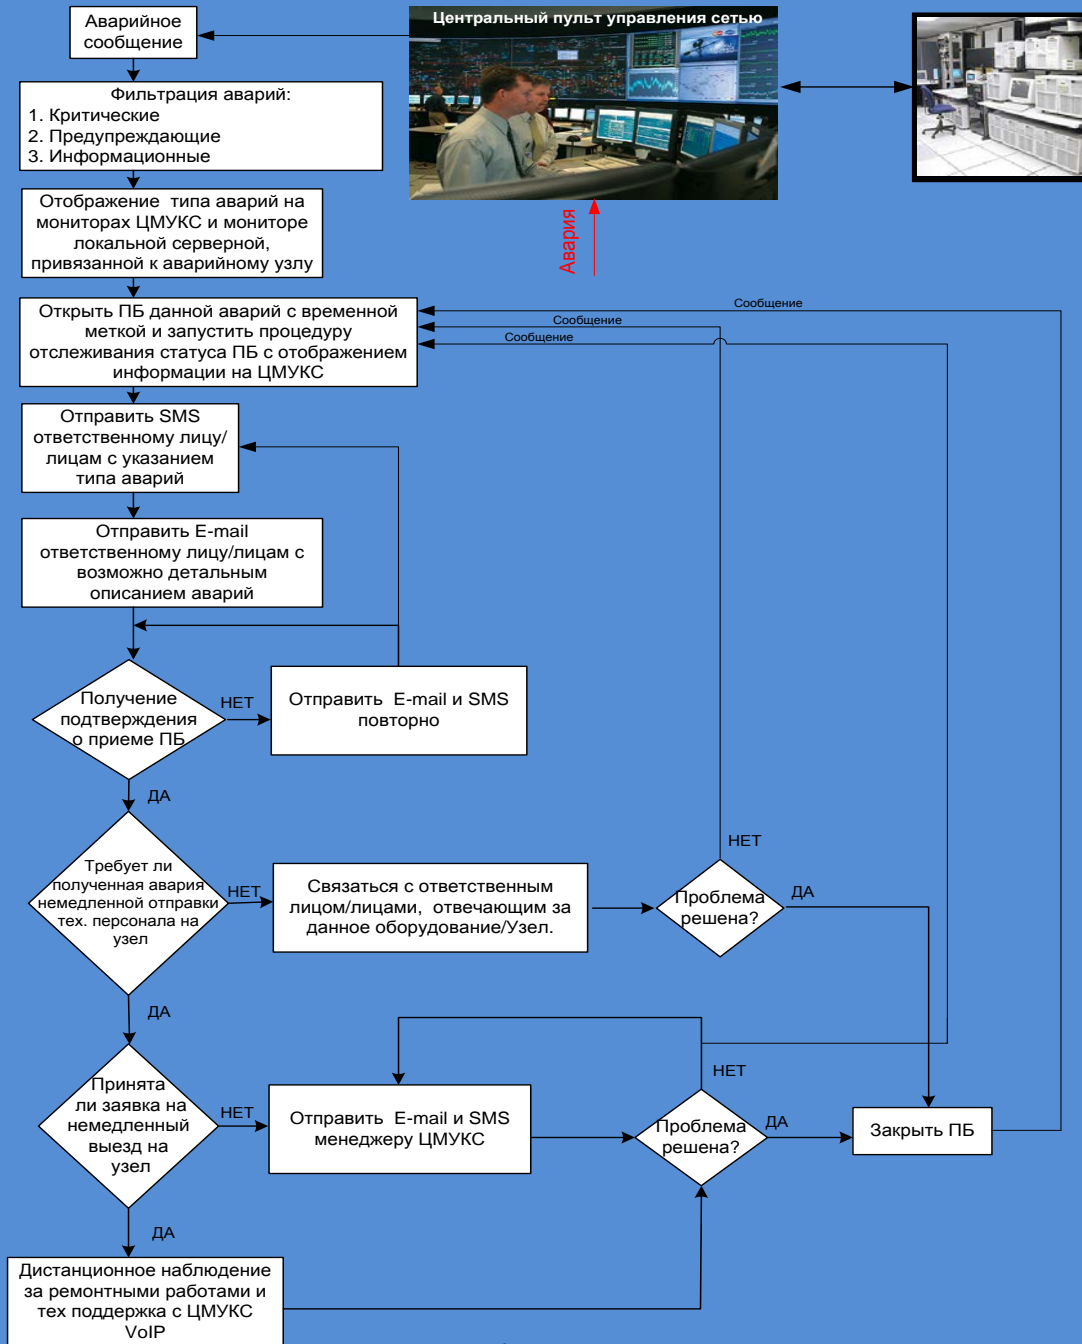 Аварийное
сообщение
Центральный пульт управления сетью
Фильтрация аварий:
1. Критические
2. Предупреждающие
3. Информационные
Авария
Отображение типа аварий на
мониторах ЦМУКС и мониторе
локальной серверной,
привязанной к аварийному узлу
Открыть ПБ данной аварий с временной
меткой и запустить процедуру
отслеживания статуса ПБ с отображением
информации на ЦМУКС
Сообщение
Сообщение
Сообщение
Отправить SMS
ответственному лицу/
лицам с указанием
типа аварий
Отправить E-mail
ответственному лицу/лицам с
возможно детальным
описанием аварий
Получение
подтверждения
о приеме ПБ
НЕТ
Отправить E-mail и SMS
повторно
ДА
Требует ли
полученная авария
немедленной отправки
тех. персонала на
узел
НЕТ
Связаться с ответственным
лицом/лицами, отвечающим за
данное оборудование/Узел.
НЕТ
Проблема
решена?
ДА
ДА
Принята
ли заявка на
немедленный
выезд на
узел
НЕТ
Отправить E-mail и SMS
менеджеру ЦМУКС
НЕТ
Проблема
решена?
ДА
Закрыть ПБ
ДА
Дистанционное наблюдение
за ремонтными работами и
тех поддержка с ЦМУКС
VoIP